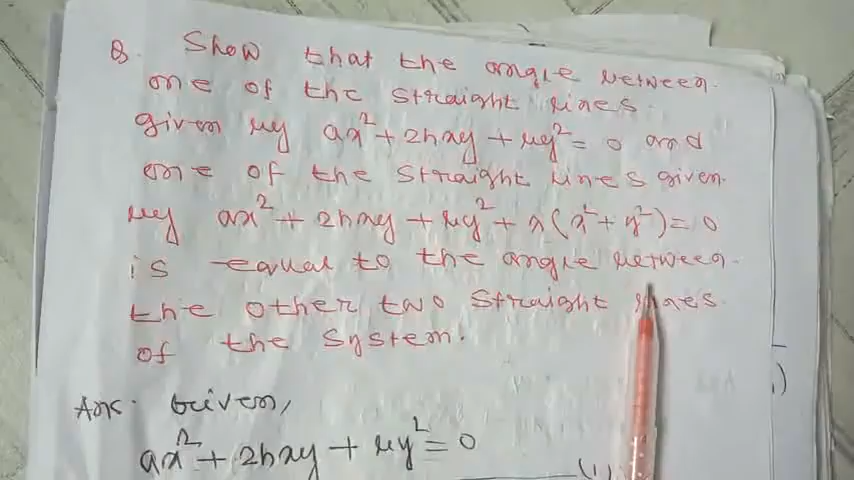 Q. Show that the angle between
one of the straight lines
given by ax²+2hxy+by²=0 and
one of the straight lines given
by ax²+2hxy+by²+λ(x²+y²)=0
is equal to the angle between
the other two straight lines
of the system.
Ans. Given,
ax²+2hxy+by²=0 ___(1)